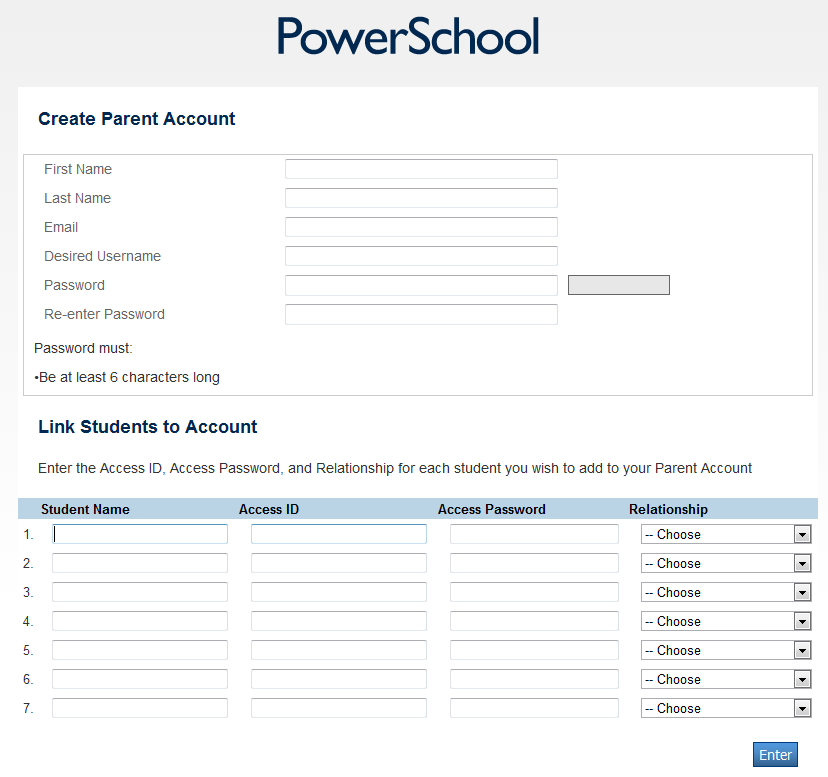 PowerSchool
Create Parent Account
First Name
Last Name
Email
Desired Username
Password
Re-enter Password
Password must:
•Be at least 6 characters long
Link Students to Account
Enter the Access ID, Access Password, and Relationship for each student you wish to add to your Parent Account
Student Name Access ID Access Password Relationship
1. -- Choose
2. -- Choose
3. -- Choose
4. -- Choose
5. -- Choose
6. -- Choose
7. -- Choose
Enter